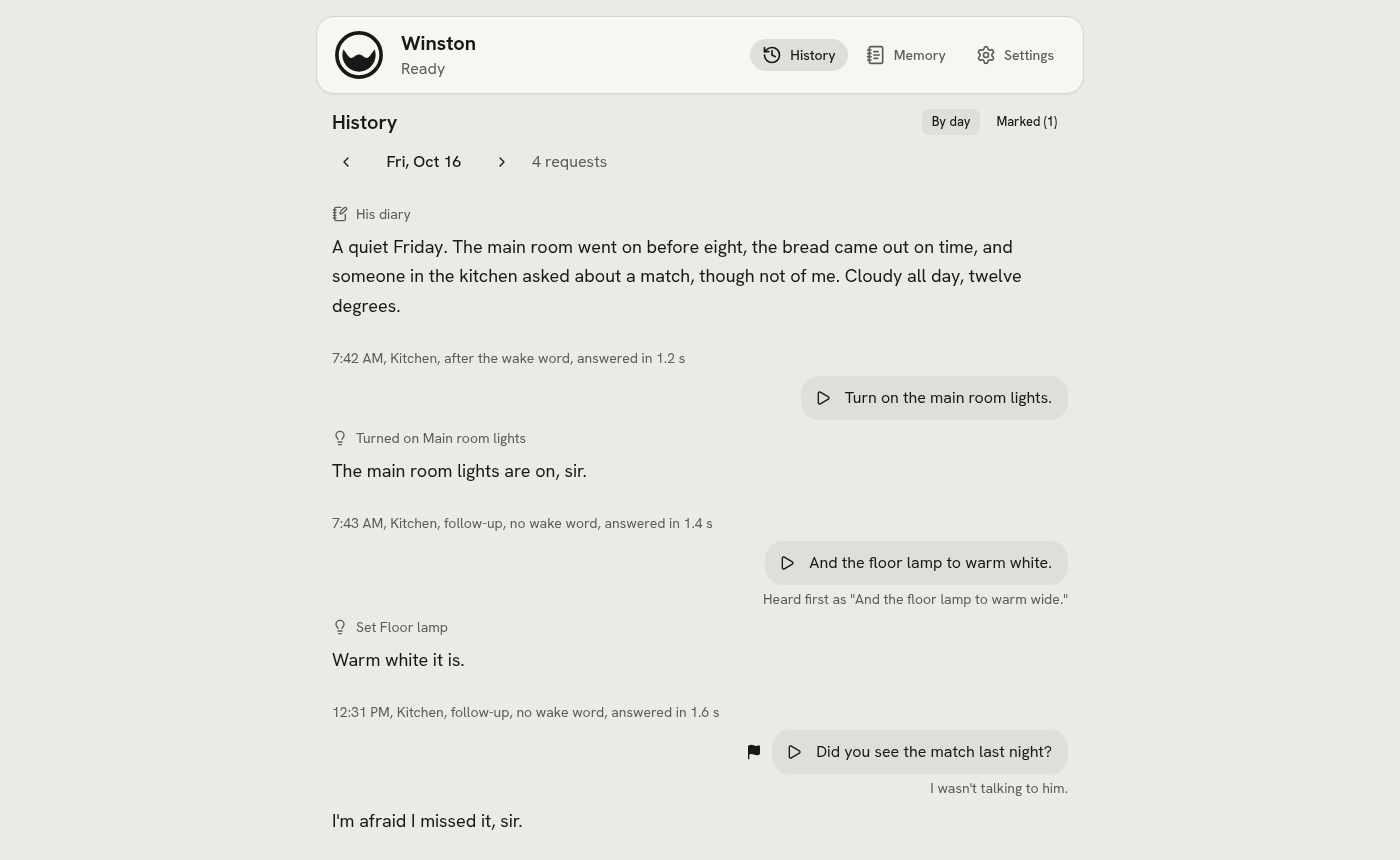 Winston
Ready
History
Memory
Settings
History
By day
Marked (1)
Fri, Oct 16
4 requests
His diary
A quiet Friday. The main room went on before eight, the bread came out on time, and
someone in the kitchen asked about a match, though not of me. Cloudy all day, twelve
degrees.
7:42 AM, Kitchen, after the wake word, answered in 1.2 s
Turn on the main room lights.
Turned on Main room lights
The main room lights are on, sir.
7:43 AM, Kitchen, follow-up, no wake word, answered in 1.4 s
And the floor lamp to warm white.
Heard first as "And the floor lamp to warm wide."
Set Floor lamp
Warm white it is.
12:31 PM, Kitchen, follow-up, no wake word, answered in 1.6 s
Did you see the match last night?
I wasn't talking to him.
I'm afraid I missed it, sir.